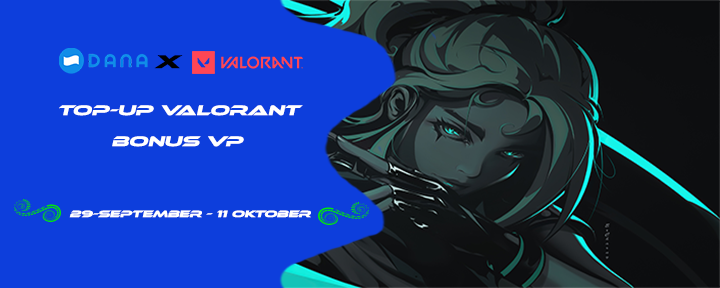 DANA X VALORANT
TOP-UP VALORANT
BONUS VP
29-SEPTEMBER - 11 OKTOBER